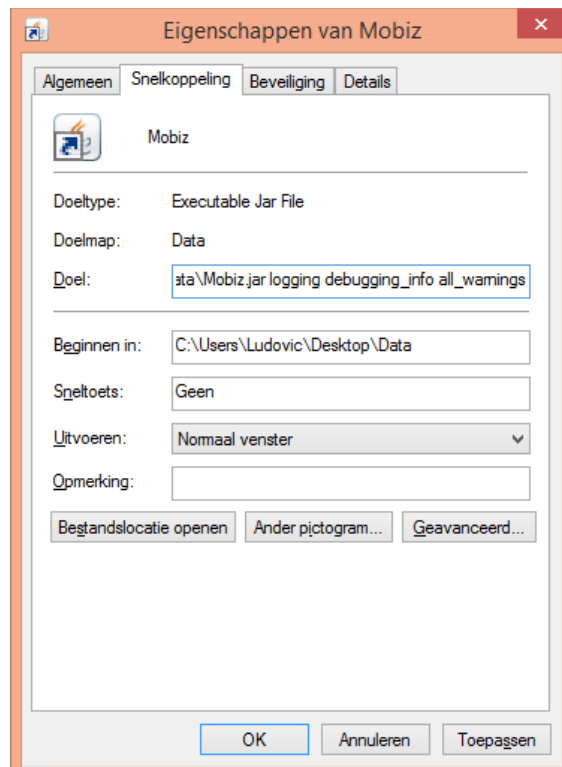 Eigenschappen van Mobiz
Algemeen Snelkoppeling Beveiliging Details
Mobiz
Doeltype: Executable Jar File
Doelmap: Data
Doel: ata\Mobiz.jar logging debugging_info all_warnings
Beginnen in: C:\Users\Ludovic\Desktop\Data
Sneltoets: Geen
Uitvoeren: Normaal venster
Opmerking:
Bestandslocatie openen Ander pictogram... Geavanceerd...
OK Annuleren Toepassen